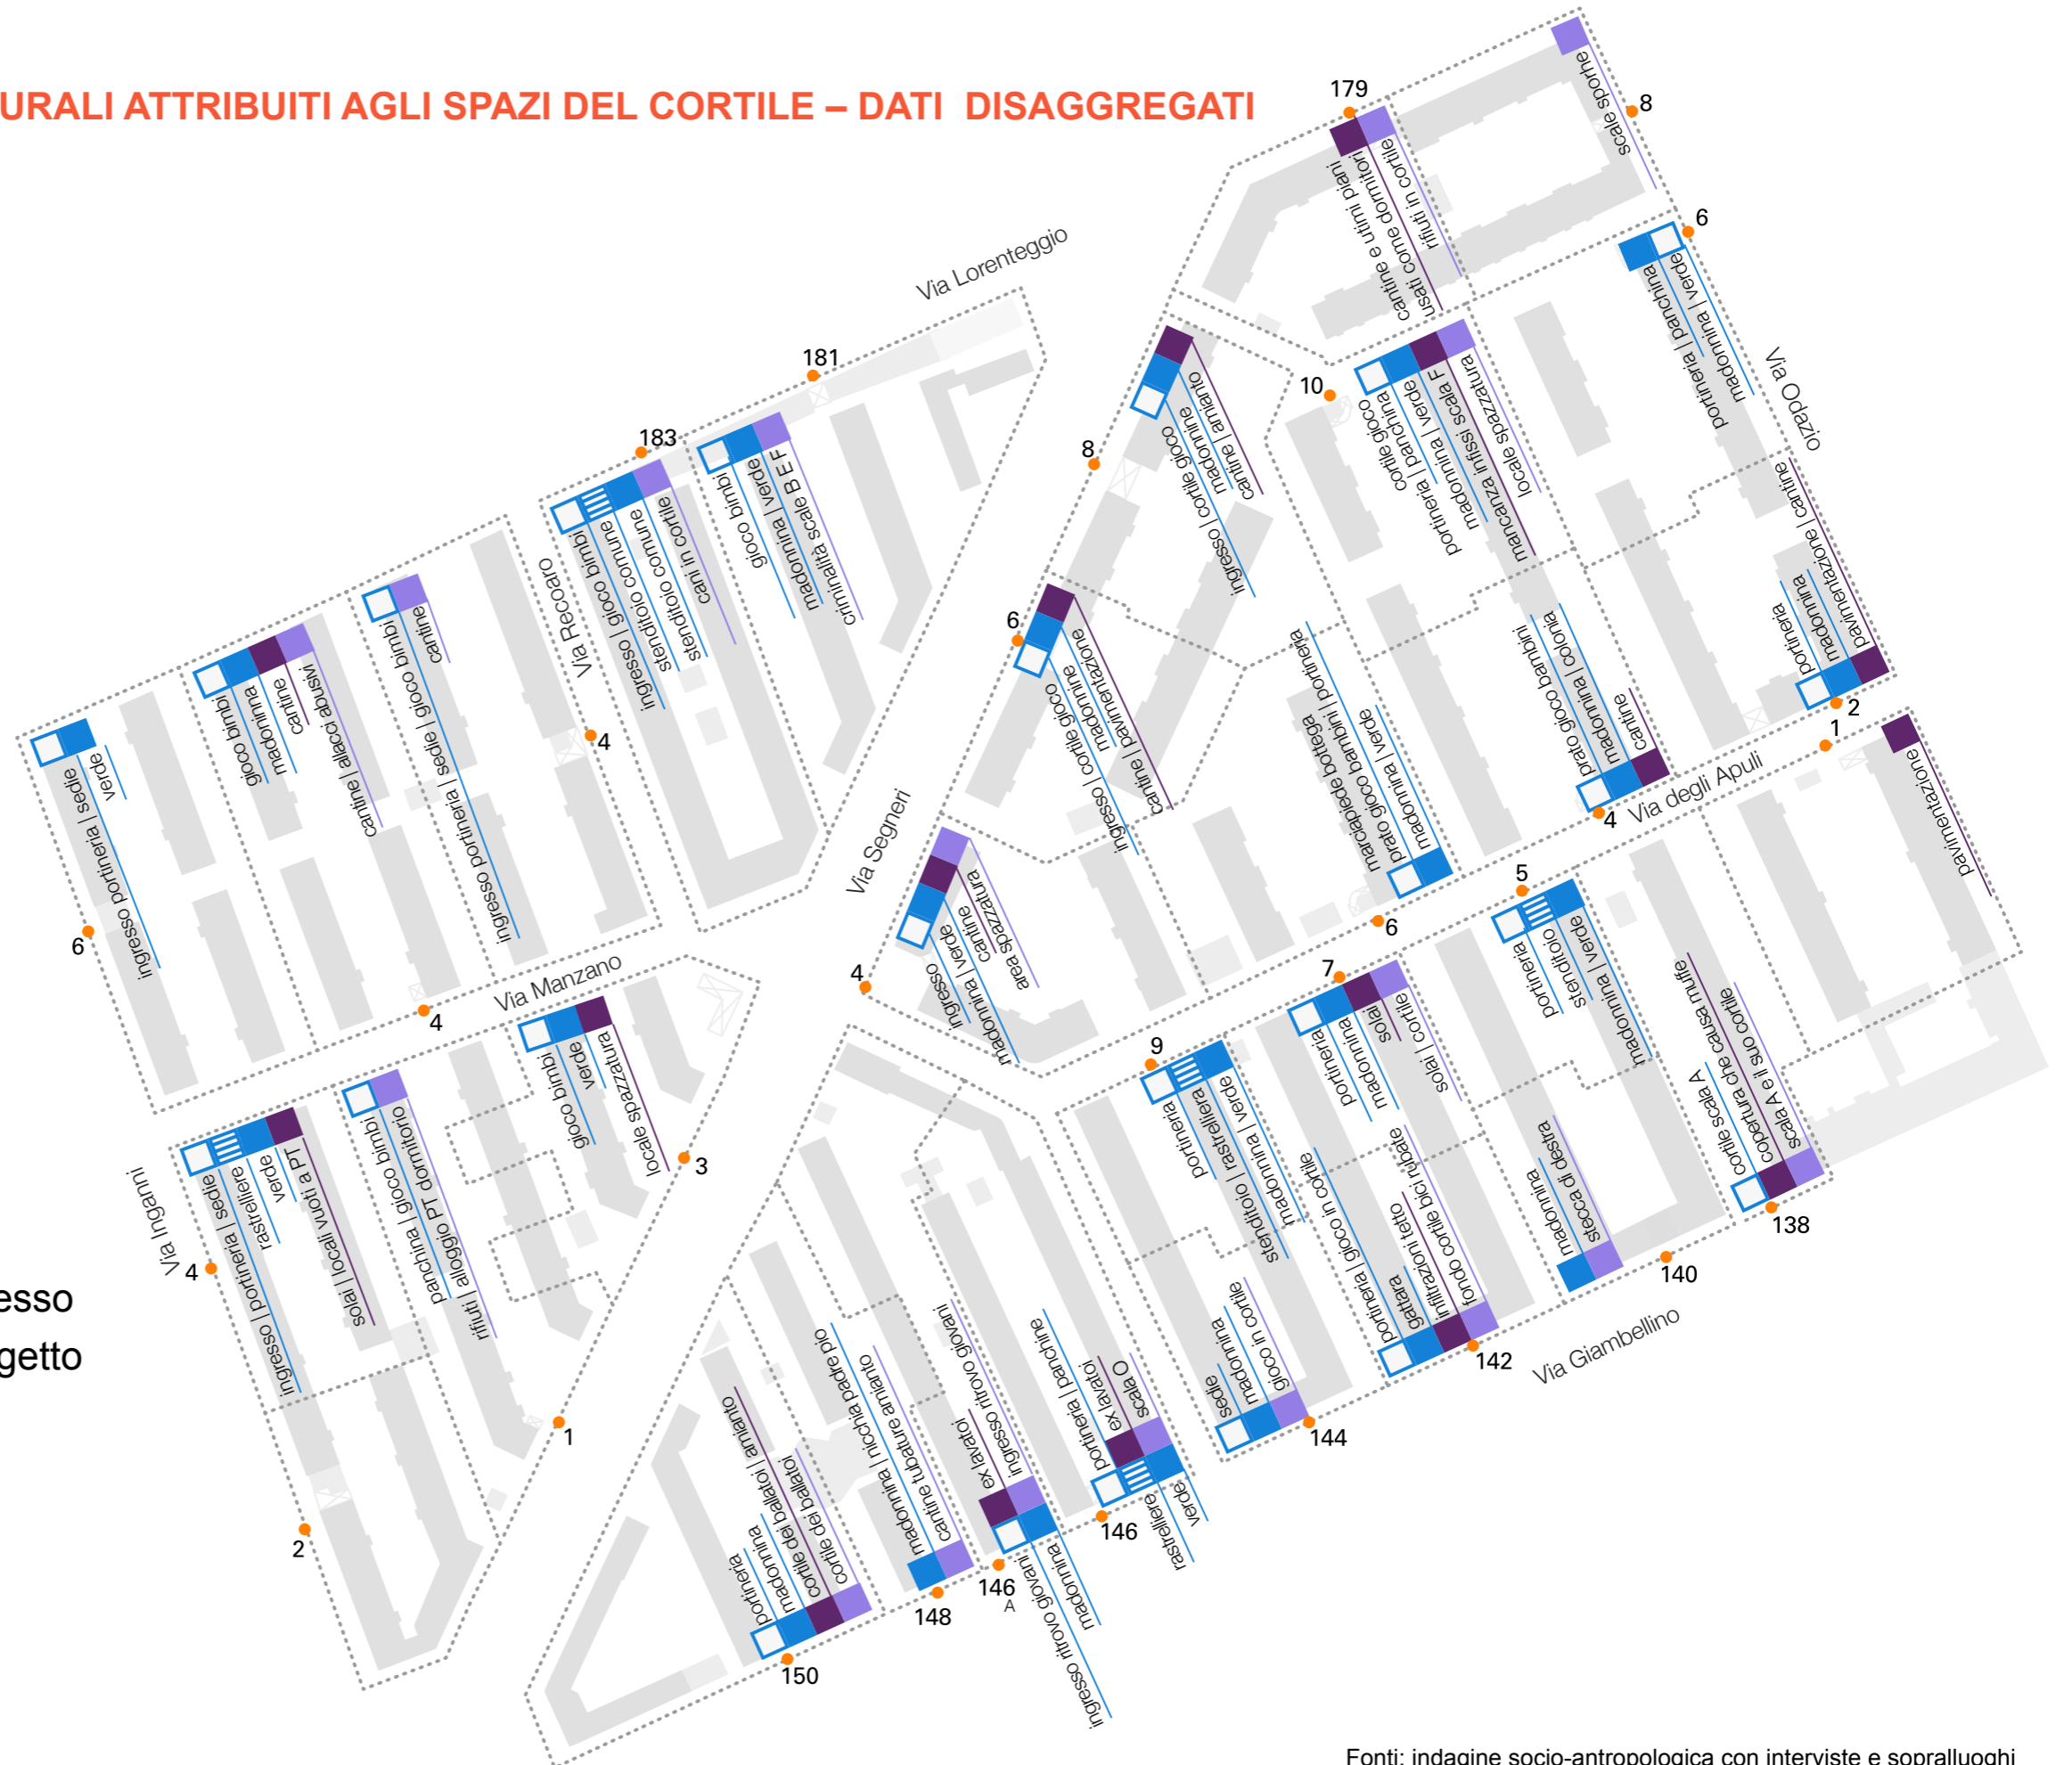 URALI ATTRIBUITI AGLI SPAZI DEL CORTILE – DATI DISAGGREGATI
179
cantine e utimi piani
usati come dormitori
rifiuti in cortile
8
scale sporhe
6
portineria | panchina
madonnina | verde
Via Odazio
Via Lorenteggio
181
gioco bimbi
madonnina | verde
criminalità scale B E F
183
ingresso | gioco bimbi
stenditoio comune
stenditoio comune
cani in cortile
Via Recoaro
8
ingresso | cortile gioco
madonnine
cantine | amianto
10
cortile gioco
portineria | panchina
madonnina | verde
mancanza infissi scala F
locale spazzatura
portineria
madonnina
pavimentazione | cantine
2
6
ingresso | cortile gioco
madonnine
cantine | pavimentazione
4
ingresso portineria | sedie | gioco bimbi
cantine
gioco bimbi
madonnina
cantine
cantine | allacci abusivi
4
ingresso portineria | sedie
verde
6
Via Manzano
Via Segneri
4
ingresso
madonnina | verde
cantine
area spazzatura
marciapiede bottega
prato gioco bambini | portineria
madonnina | verde
6
prato gioco bambini
madonnina | colonia
cantine
4
Via degli Apuli
1
pavimentazione
5
portineria
stenditoio
madonnina | verde
7
portineria
madonnina
solai
solai | cortile
9
portineria
stenditoio | rastrelliera
madonnina | verde
gioco bimbi
verde
locale spazzatura
3
panchina | gioco bimbi
rifiuti | alloggio PT dormitorio
1
ingresso | portineria | sedie
rastrelliere
verde
solai | locali vuoti a PT
Via Inganni
4
2
cortile scala A
copertura che causa muffe
scala A e il suo cortile
138
madonnina
stecca di destra
140
Via Giambellino
portineria | gioco in cortile
gattara
infiltrazioni tetto
fondo cortile bici rubate
142
sedie
madonnina
gioco in cortile
144
portineria | panchine
ex lavatoi
scala O
rastrelliere
verde
146
ex lavatoi
ingresso ritrovo giovani
ingresso ritrovo giovani
madonnina
146
A
madonnina | nicchia padre pio
cantine tubature amianto
148
portineria
madonnina
cortile dei ballatoi | amianto
cortile dei ballatoi
150
esso
getto
Fonti: indagine socio-antropologica con interviste e sopralluoghi